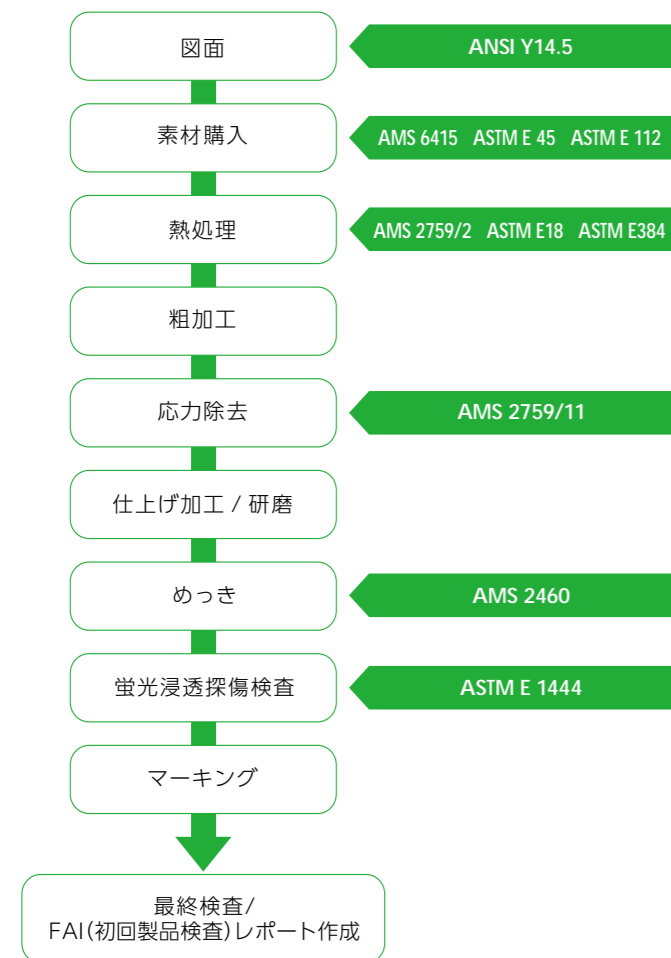 図面
ANSI Y14.5
素材購入
AMS 6415 ASTM E 45 ASTM E 112
熱処理
AMS 2759/2 ASTM E18 ASTM E384
粗加工
応力除去
AMS 2759/11
仕上げ加工 / 研磨
めっき
AMS 2460
蛍光浸透探傷検査
ASTM E 1444
マーキング
最終検査/
FAI(初回製品検査)レポート作成